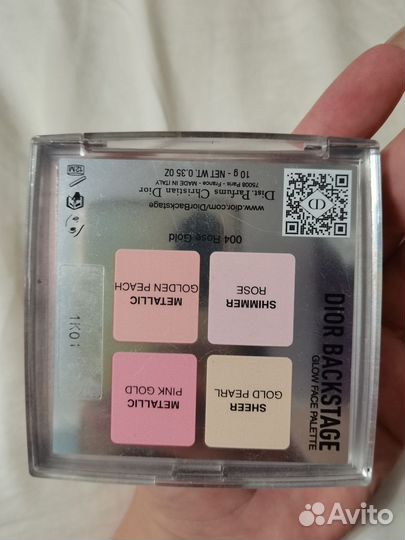 DIOR BACKSTAGE
GLOW FACE PALETTE
SHEER
GOLD PEARL
METALLIC
PINK GOLD
SHIMMER
ROSE
METALLIC
GOLDEN PEACH
004 Rose Gold
www.dior.com/DiorBackstage
Dist. Parfums Christian Dior
75008 Paris - France - MADE IN ITALY
10 g - NET WT. 0.35 OZ
CD
12M
1K01
Avito